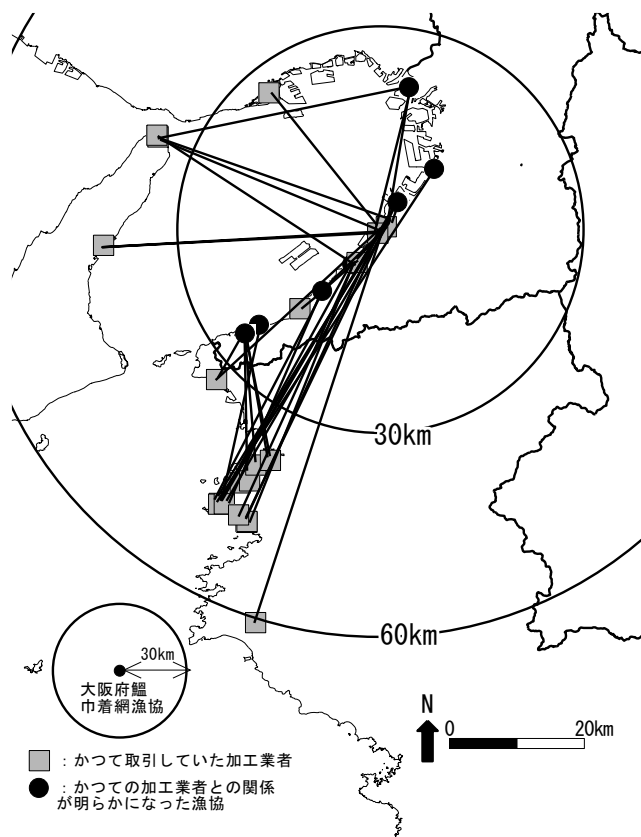 30km
60km
30km
大阪府鰮
巾着網漁協
N
0 20km
：かつて取引していた加工業者
：かつての加工業者との関係
が明らかになった漁協